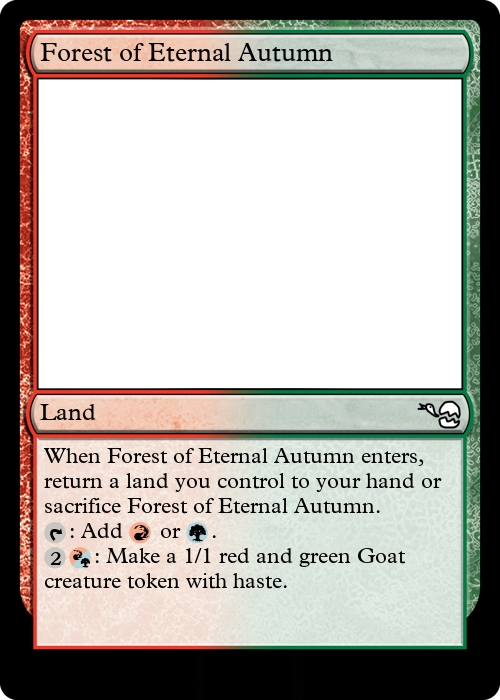 Forest of Eternal Autumn
Land
When Forest of Eternal Autumn enters,
return a land you control to your hand or
sacrifice Forest of Eternal Autumn.
: Add or .
2 : Make a 1/1 red and green Goat
creature token with haste.